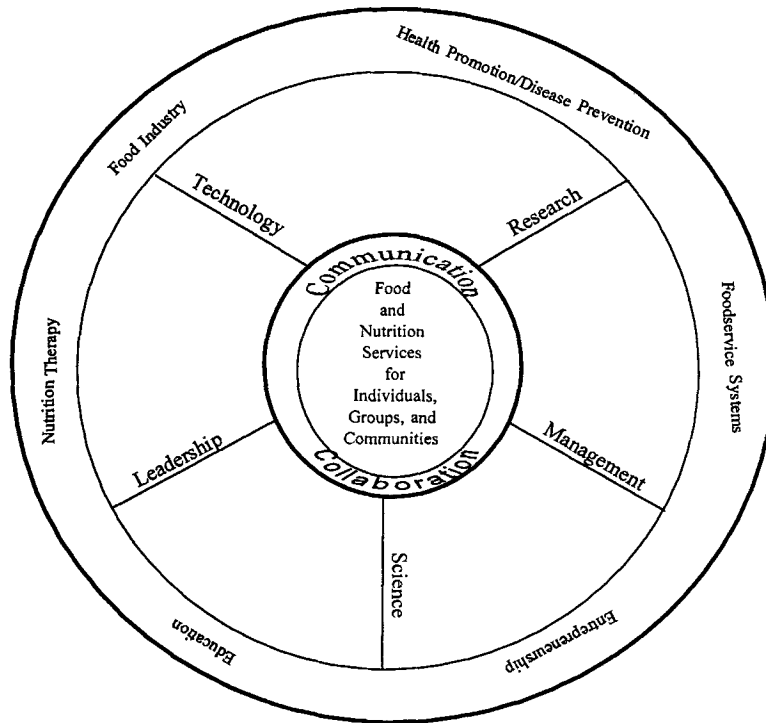 Health Promotion/Disease Prevention
Food Industry
Technology
Research
Communication
Food
and
Nutrition
Services
for
Individuals,
Groups, and
Communities
Collaboration
Foodservice Systems
Nutrition Therapy
Leadership
Management
Science
Education
Entrepreneurship